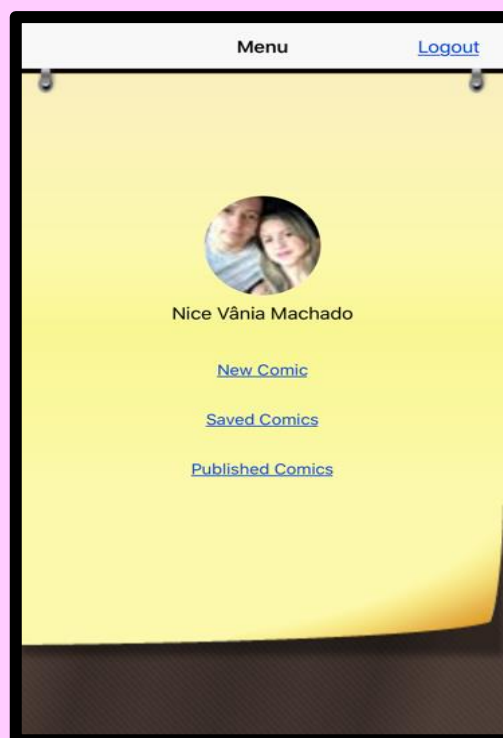 Menu
Logout
Nice Vânia Machado
New Comic
Saved Comics
Published Comics